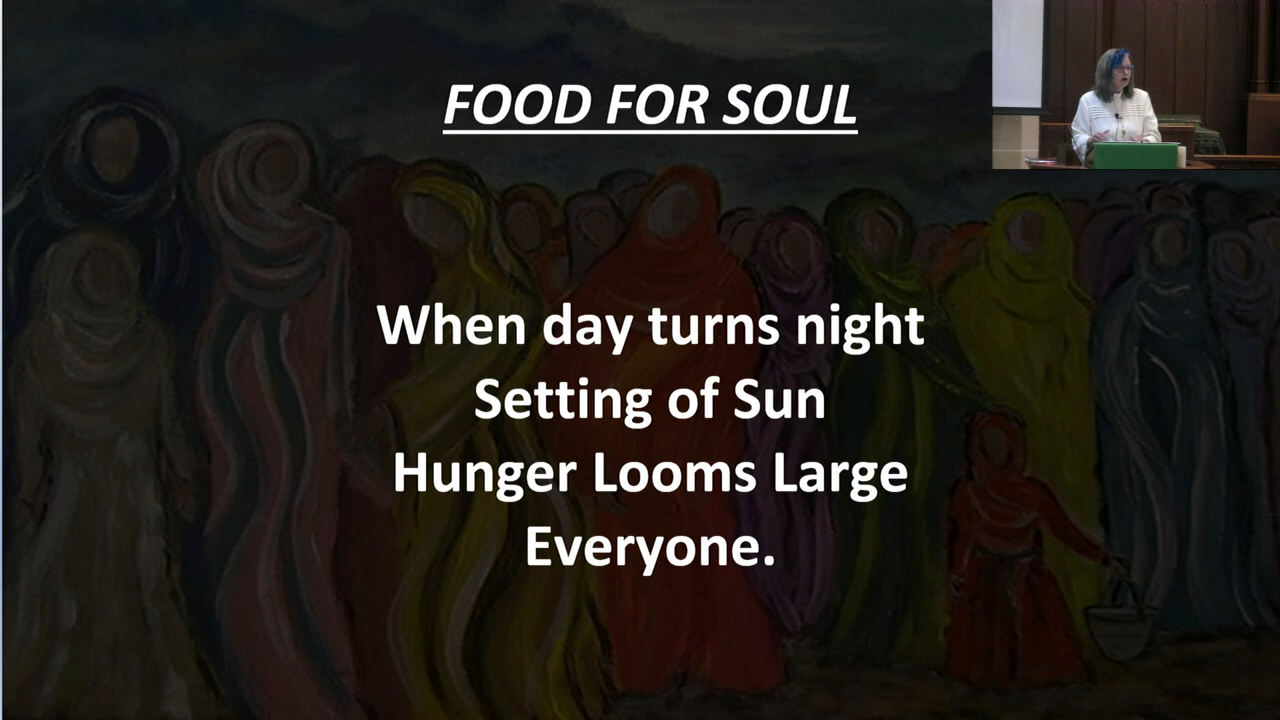 FOOD FOR SOUL
When day turns night
Setting of Sun
Hunger Looms Large
Everyone.